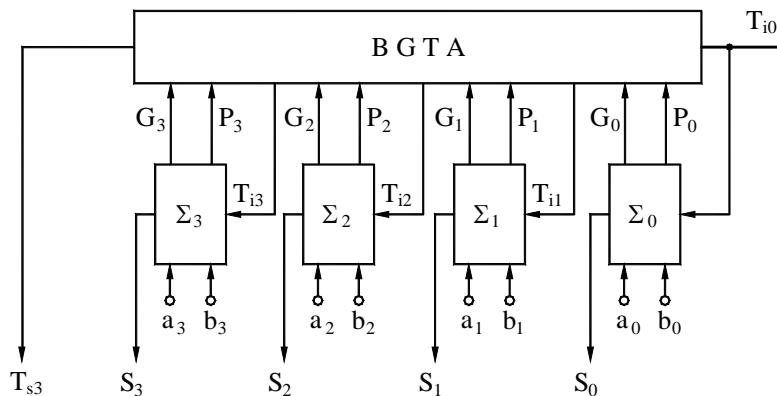 T_i0
B G T A
G_3 P_3 G_2 P_2 G_1 P_1 G_0 P_0
T_i3 T_i2 T_i1
Σ_3 Σ_2 Σ_1 Σ_0
a_3 b_3 a_2 b_2 a_1 b_1 a_0 b_0
T_s3 S_3 S_2 S_1 S_0